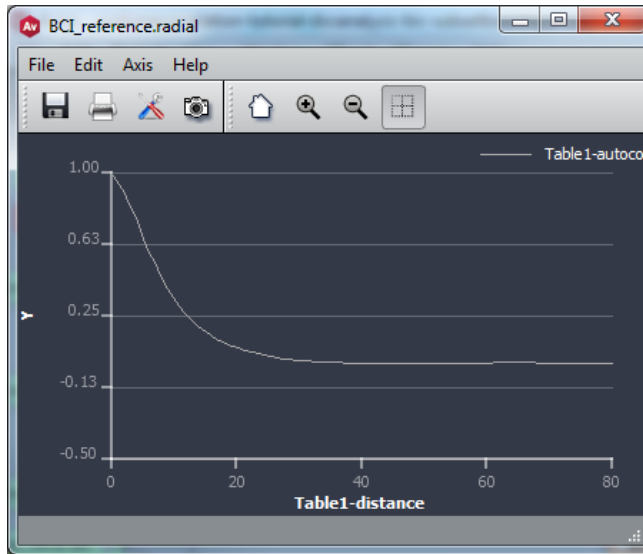 Av BCI_reference.radial
File Edit Axis Help
Table1-autoco
1.00
0.63
0.25
-0.13
-0.50
Y
0 20 40 60 80
Table1-distance